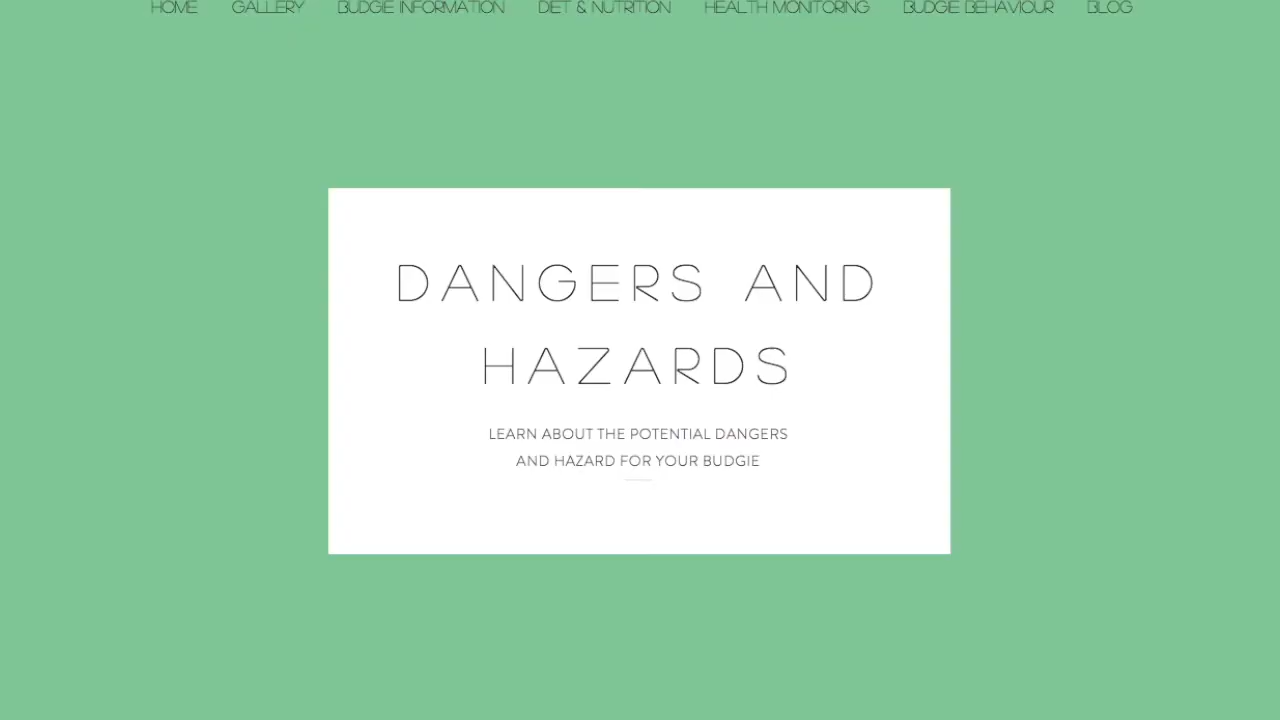 HOME GALLERY BUDGIE INFORMATION DIET & NUTRITION HEALTH MONITORING BUDGIE BEHAVIOUR BLOG
DANGERS AND
HAZARDS
LEARN ABOUT THE POTENTIAL DANGERS
AND HAZARD FOR YOUR BUDGIE